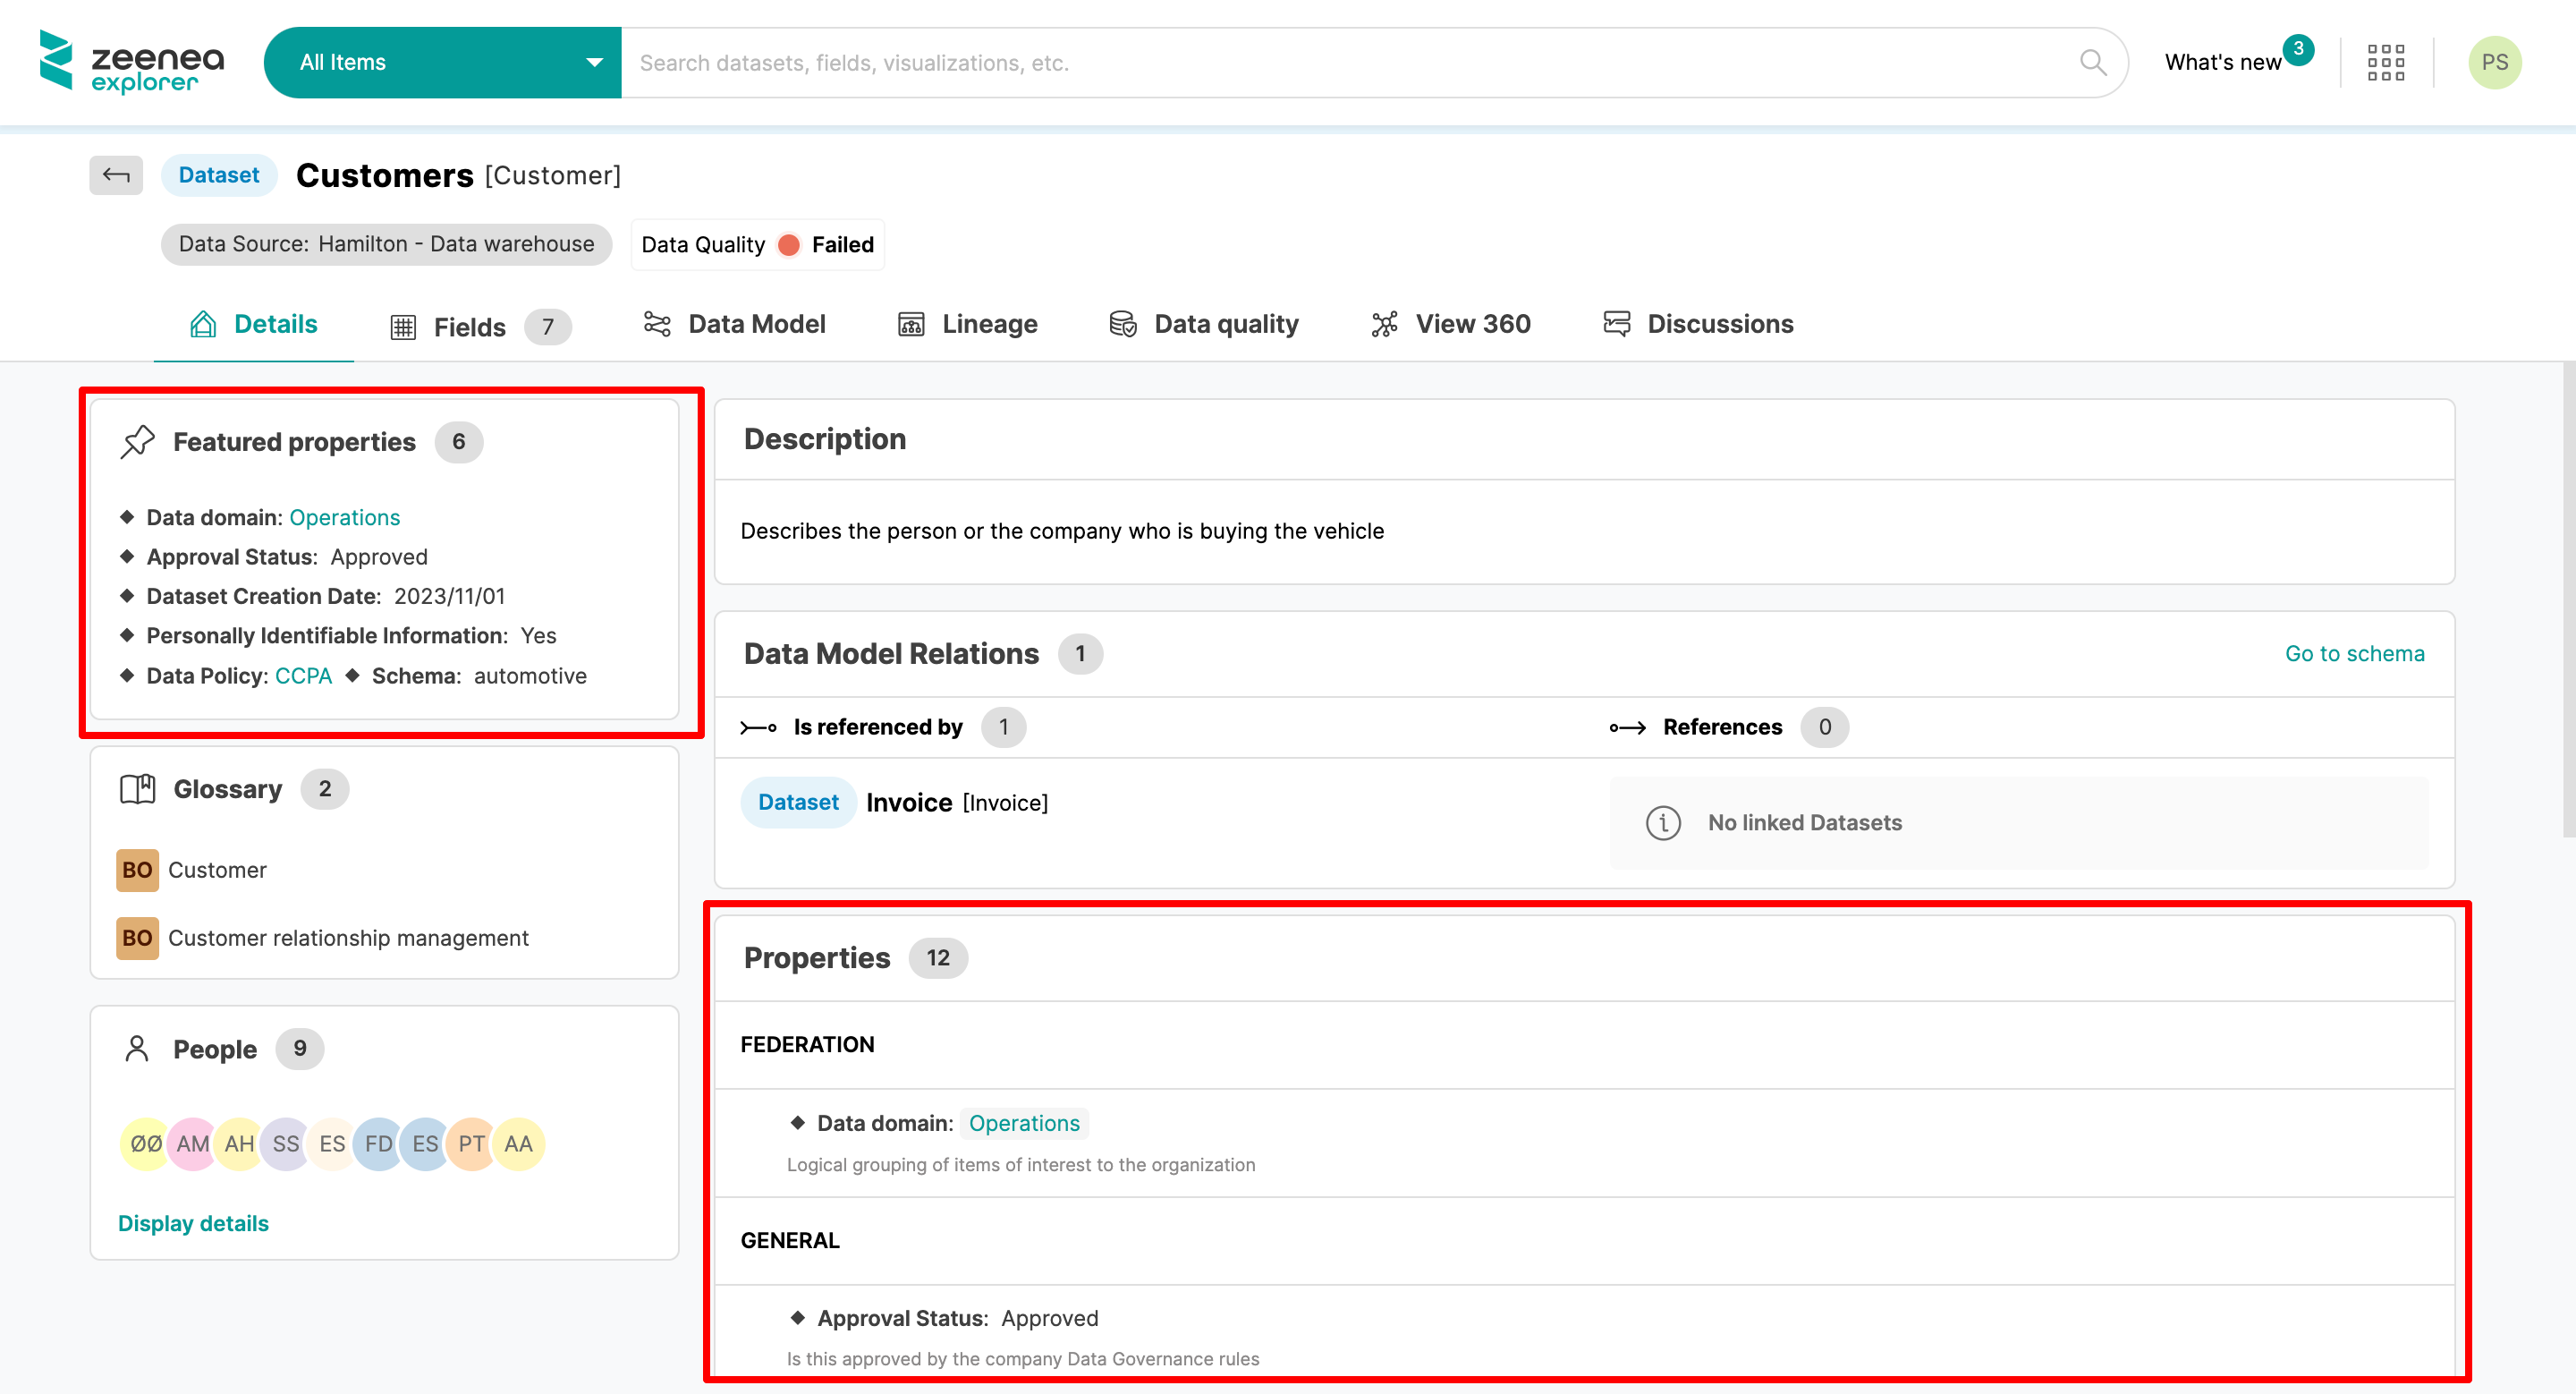 zeenea
explorer
All Items
Search datasets, fields, visualizations, etc.
What's new 3
PS
Dataset Customers [Customer]
Data Source: Hamilton - Data warehouse
Data Quality Failed
Details
Fields 7
Data Model
Lineage
Data quality
View 360
Discussions
Featured properties 6
◆ Data domain: Operations
◆ Approval Status: Approved
◆ Dataset Creation Date: 2023/11/01
◆ Personally Identifiable Information: Yes
◆ Data Policy: CCPA ◆ Schema: automotive
Glossary 2
BO Customer
BO Customer relationship management
People 9
ØØ AM AH SS ES FD ES PT AA
Display details
Description
Describes the person or the company who is buying the vehicle
Data Model Relations 1
Go to schema
Is referenced by 1
References 0
Dataset Invoice [Invoice]
No linked Datasets
Properties 12
FEDERATION
◆ Data domain: Operations
Logical grouping of items of interest to the organization
GENERAL
◆ Approval Status: Approved
Is this approved by the company Data Governance rules